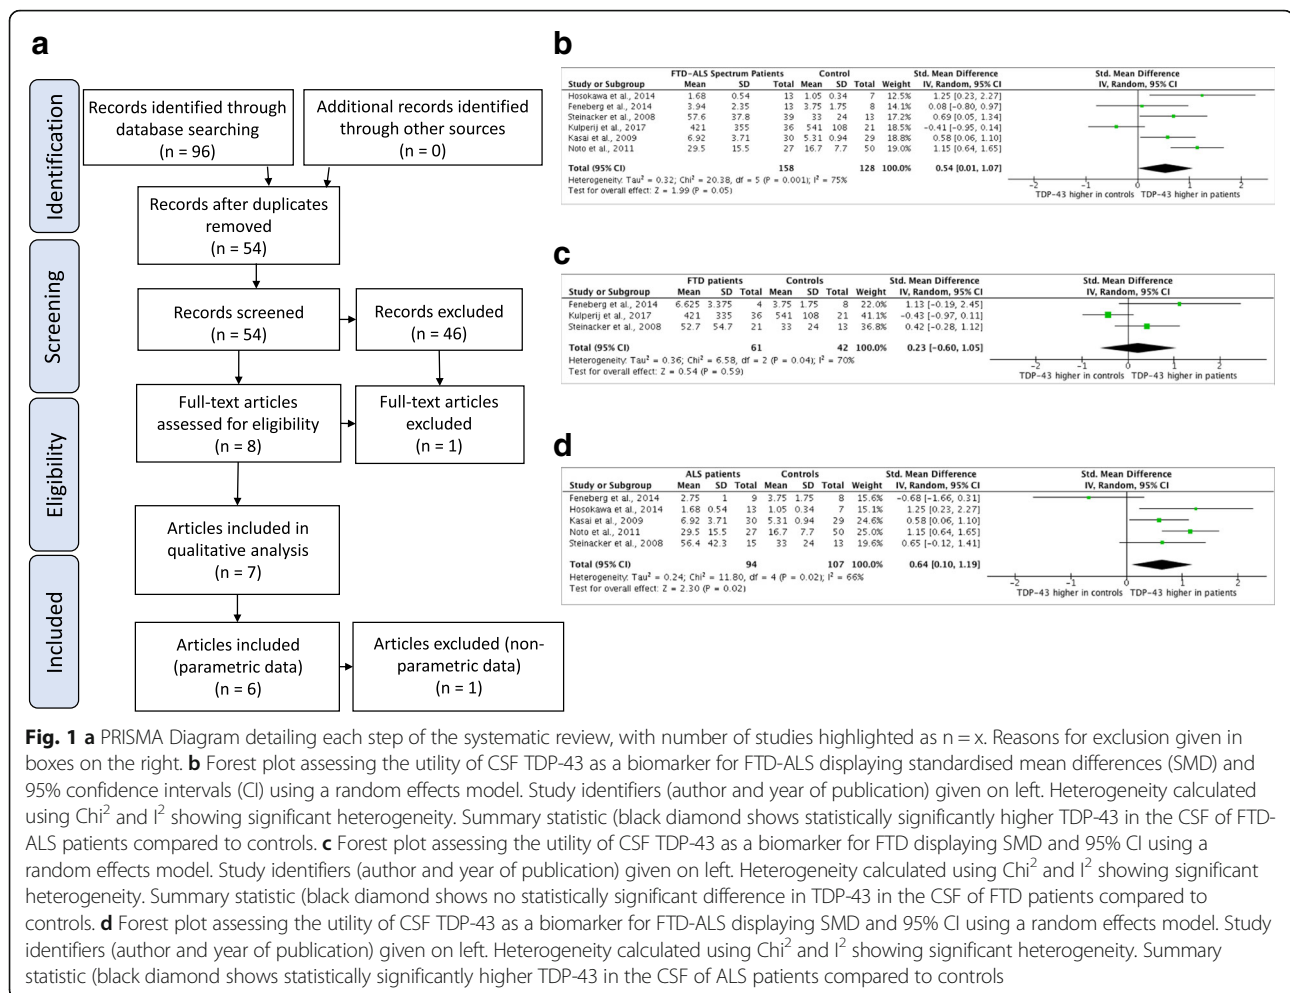 a
Identification
Screening
Eligibility
Included
Records identified through
database searching
(n = 96)
Additional records identified
through other sources
(n = 0)
Records after duplicates
removed
(n = 54)
Records screened
(n = 54)
Records excluded
(n = 46)
Full-text articles
assessed for eligibility
(n = 8)
Full-text articles
excluded
(n = 1)
Articles included in
qualitative analysis
(n = 7)
Articles included
(parametric data)
(n = 6)
Articles excluded (non-
parametric data)
(n = 1)
b
FTD-ALS Spectrum Patients Control Std. Mean Difference Std. Mean Difference
Study or Subgroup Mean SD Total Mean SD Total Weight IV, Random, 95% CI IV, Random, 95% CI
Hosokawa et al., 2014 1.68 0.54 13 1.05 0.34 7 12.5% 1.25 [0.23, 2.27]
Feneberg et al., 2014 3.94 2.35 13 3.75 1.75 8 14.1% 0.08 [-0.80, 0.97]
Steinacker et al., 2008 57.6 37.8 39 33 24 13 17.2% 0.69 [0.05, 1.34]
Kulperij et al., 2017 421 355 36 541 108 21 18.4% -0.41 [-0.95, 0.14]
Kasai et al., 2009 6.92 3.71 30 5.31 0.94 29 18.8% 0.58 [0.06, 1.10]
Noto et al., 2011 29.5 15.5 27 16.7 7.7 50 19.0% 1.15 [0.64, 1.65]
Total (95% CI) 158 128 100.0% 0.54 [0.01, 1.07]
Heterogeneity: Tau² = 0.32; Chi² = 20.38, df = 5 (P = 0.001); I² = 75%
Test for overall effect: Z = 1.99 (P = 0.05)
-2 -1 0 1 2
TDP-43 higher in controls TDP-43 higher in patients
c
FTD patients Controls Std. Mean Difference Std. Mean Difference
Study or Subgroup Mean SD Total Mean SD Total Weight IV, Random, 95% CI IV, Random, 95% CI
Feneberg et al., 2014 6.625 3.375 4 3.75 1.75 8 22.0% 1.13 [-0.19, 2.45]
Kulperij et al., 2017 421 335 36 541 108 21 41.1% -0.43 [-0.97, 0.11]
Steinacker et al., 2008 52.7 54.7 21 33 24 13 36.8% 0.42 [-0.28, 1.12]
Total (95% CI) 61 42 100.0% 0.23 [-0.60, 1.05]
Heterogeneity: Tau² = 0.36; Chi² = 6.58, df = 2 (P = 0.04); I² = 70%
Test for overall effect: Z = 0.54 (P = 0.59)
-2 -1 0 1 2
TDP-43 higher in controls TDP-43 higher in patients
d
ALS patients Controls Std. Mean Difference Std. Mean Difference
Study or Subgroup Mean SD Total Mean SD Total Weight IV, Random, 95% CI IV, Random, 95% CI
Feneberg et al., 2014 2.75 1 9 3.75 1.75 8 15.6% -0.68 [-1.66, 0.31]
Hosokawa et al., 2014 1.68 0.54 13 1.05 0.34 7 15.1% 1.25 [0.23, 2.27]
Kasai et al., 2009 6.92 3.71 30 5.31 0.94 29 24.6% 0.58 [0.06, 1.10]
Noto et al., 2011 29.5 15.5 27 16.7 7.7 50 25.0% 1.15 [0.64, 1.65]
Steinacker et al., 2008 56.4 42.3 15 33 24 13 19.6% 0.65 [-0.12, 1.41]
Total (95% CI) 94 107 100.0% 0.64 [0.10, 1.19]
Heterogeneity: Tau² = 0.24; Chi² = 11.80, df = 4 (P = 0.02); I² = 66%
Test for overall effect: Z = 2.30 (P = 0.02)
-2 -1 0 1 2
TDP-43 higher in controls TDP-43 higher in patients
Fig. 1 a PRISMA Diagram detailing each step of the systematic review, with number of studies highlighted as n = x. Reasons for exclusion given in
boxes on the right. b Forest plot assessing the utility of CSF TDP-43 as a biomarker for FTD-ALS displaying standardised mean differences (SMD) and
95% confidence intervals (CI) using a random effects model. Study identifiers (author and year of publication) given on left. Heterogeneity calculated
using Chi² and I² showing significant heterogeneity. Summary statistic (black diamond shows statistically significantly higher TDP-43 in the CSF of FTD-
ALS patients compared to controls. c Forest plot assessing the utility of CSF TDP-43 as a biomarker for FTD displaying SMD and 95% CI using a
random effects model. Study identifiers (author and year of publication) given on left. Heterogeneity calculated using Chi² and I² showing significant
heterogeneity. Summary statistic (black diamond shows no statistically significant difference in TDP-43 in the CSF of FTD patients compared to
controls. d Forest plot assessing the utility of CSF TDP-43 as a biomarker for FTD-ALS displaying SMD and 95% CI using a random effects model. Study
identifiers (author and year of publication) given on left. Heterogeneity calculated using Chi² and I² showing significant heterogeneity. Summary
statistic (black diamond shows statistically significantly higher TDP-43 in the CSF of ALS patients compared to controls